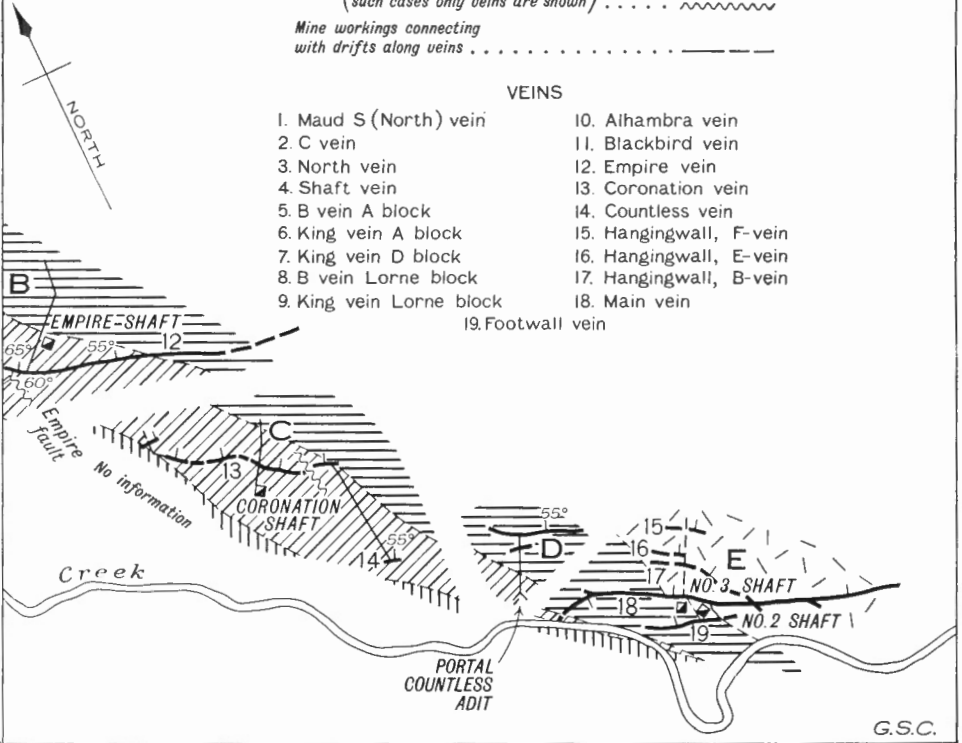 (such cases only veins are shown) . . . . .
Mine workings connecting
with drifts along veins . . . . . . . . . . . . . . .
NORTH
VEINS
1. Maud S (North) vein
2. C vein
3. North vein
4. Shaft vein
5. B vein A block
6. King vein A block
7. King vein D block
8. B vein Lorne block
9. King vein Lorne block
10. Alhambra vein
11. Blackbird vein
12. Empire vein
13. Coronation vein
14. Countless vein
15. Hangingwall, F-vein
16. Hangingwall, E-vein
17. Hangingwall, B-vein
18. Main vein
19. Footwall vein
B
EMPIRE-SHAFT
12
65°
55°
60°
Empire
fault
No information
C
13
CORONATION
SHAFT
55°
14
Creek
55°
D
15
16
E
17
NO. 3 SHAFT
18
NO. 2 SHAFT
19
PORTAL
COUNTLESS
ADIT
G.S.C.